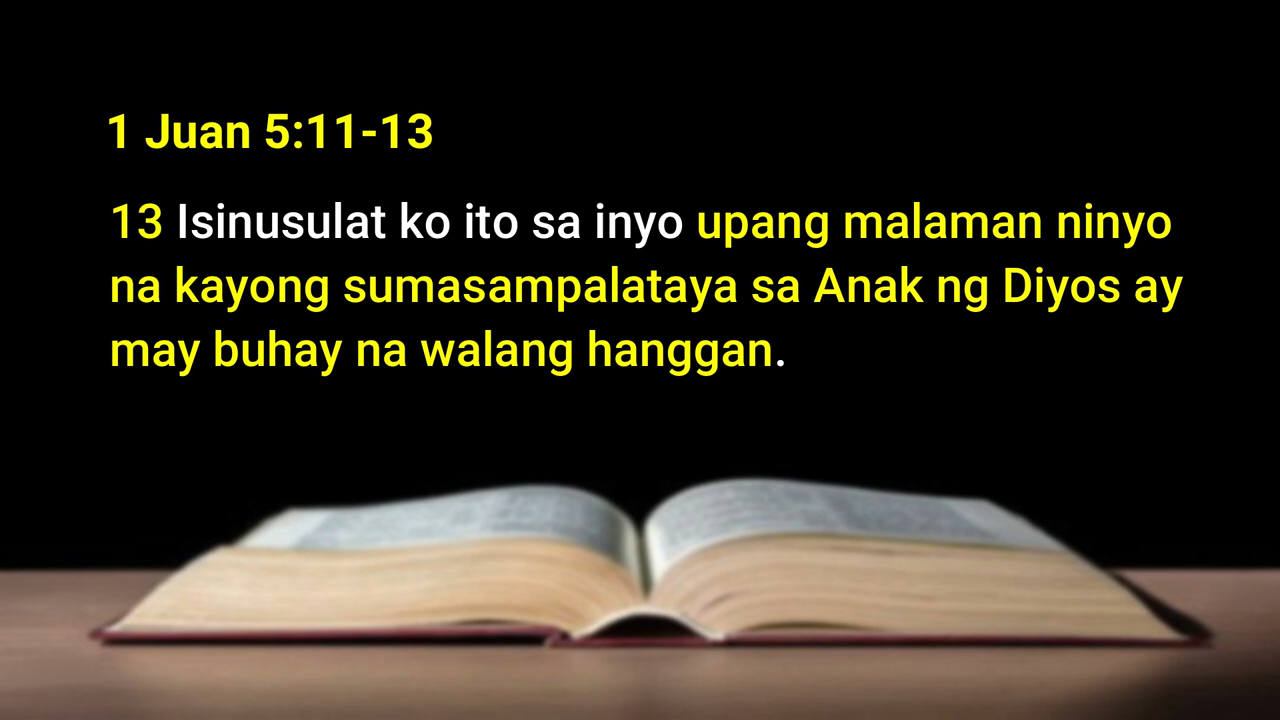 1 Juan 5:11-13
13 Isinusulat ko ito sa inyo upang malaman ninyo
na kayong sumasampalataya sa Anak ng Diyos ay
may buhay na walang hanggan.